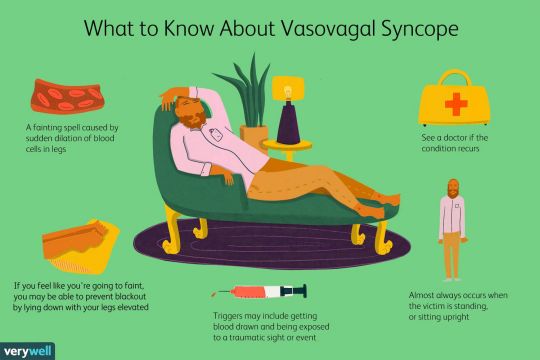 What to Know About Vasovagal Syncope
A fainting spell caused by
sudden dilation of blood
cells in legs
See a doctor if the
condition recurs
If you feel like you're going to faint,
you may be able to prevent blackout
by lying down with your legs elevated
Triggers may include getting
blood drawn and being exposed
to a traumatic sight or event
Almost always occurs when
the victim is standing,
or sitting upright
verywell